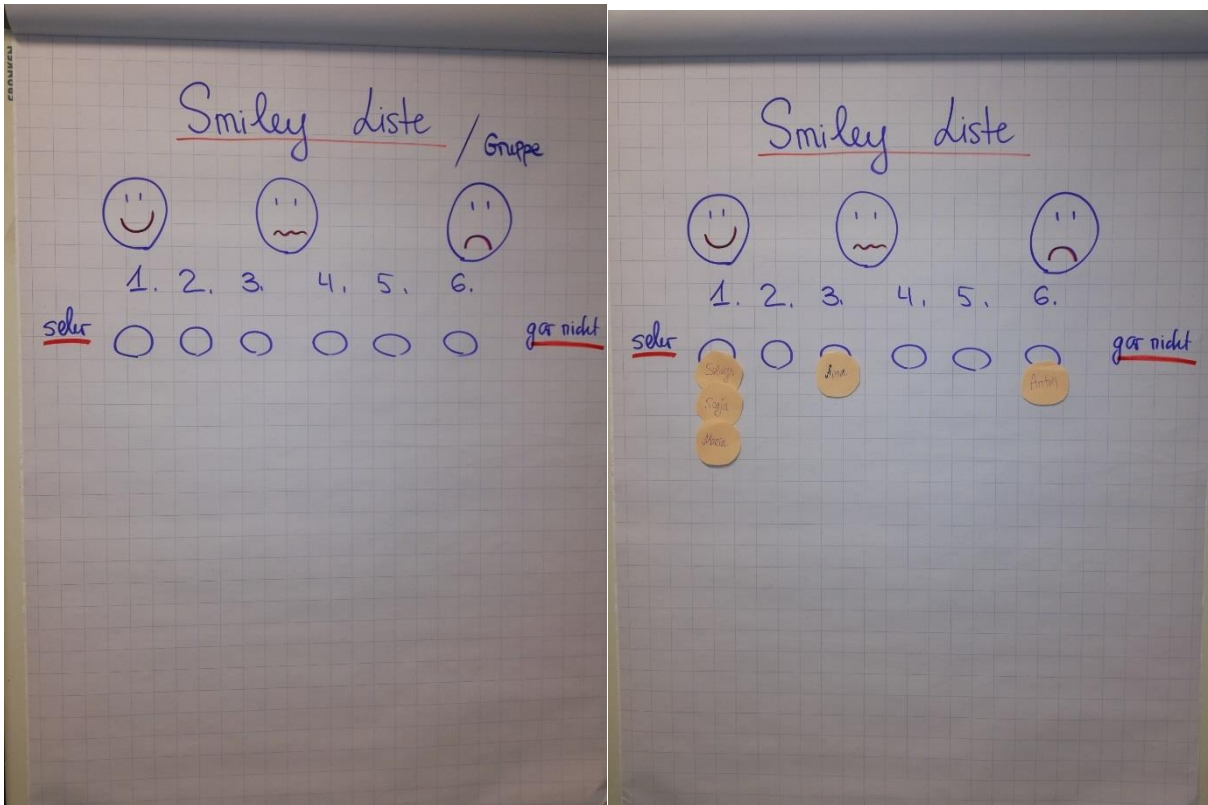 Smiley Liste / Gruppe
1. 2. 3. 4. 5. 6.
sehr
gar nicht
Smiley Liste
1. 2. 3. 4. 5. 6.
sehr
gar nicht
Sonja
Maria
Anton